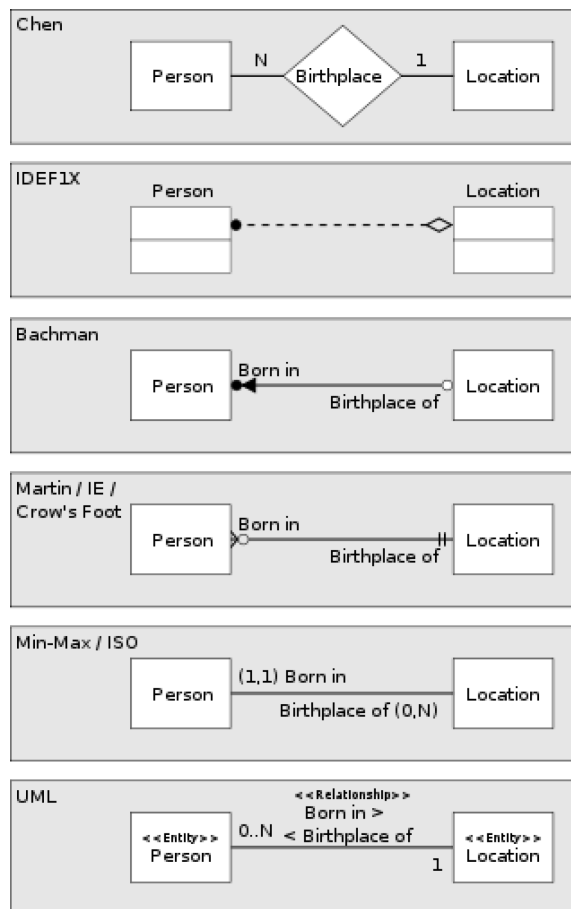 Chen
Person N Birthplace 1 Location
IDEF1X
Person Location
Bachman
Born in
Person Location
Birthplace of
Martin / IE /
Crow's Foot
Born in
Person Location
Birthplace of
Min-Max / ISO
(1,1) Born in
Person Location
Birthplace of (0,N)
UML
<<Relationship>>
Born in >
<<Entity>> 0..N < Birthplace of <<Entity>>
Person 1 Location